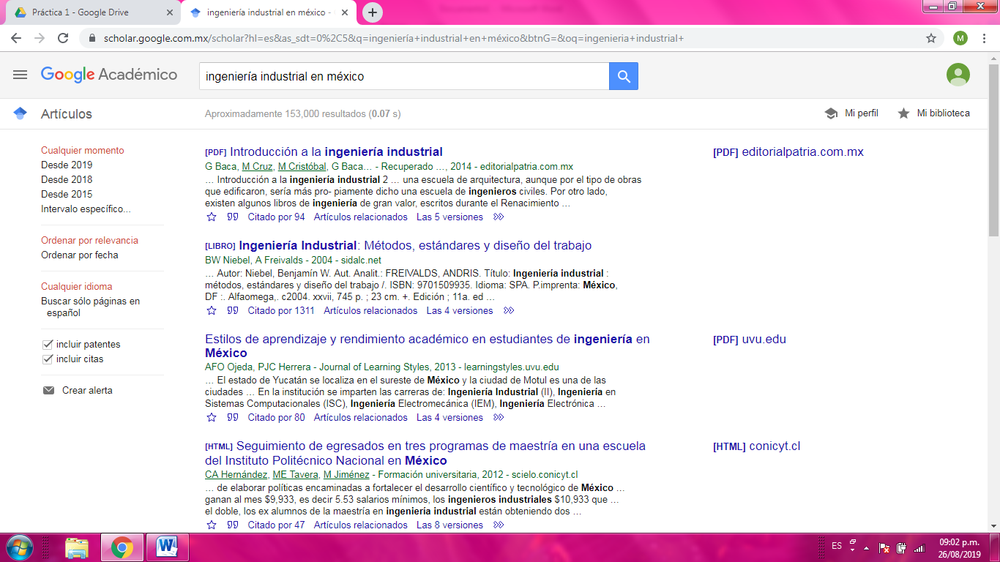 Práctica 1 - Google Drive
ingeniería industrial en méxico -
scholar.google.com.mx/scholar?hl=es&as_sdt=0%2C5&q=ingeniería+industrial+en+méxico&btnG=&oq=ingenieria+industrial+
M
Google Académico
ingeniería industrial en méxico
Artículos
Aproximadamente 153,000 resultados (0.07 s)
Mi perfil
Mi biblioteca
Cualquier momento
Desde 2019
Desde 2018
Desde 2015
Intervalo específico...
Ordenar por relevancia
Ordenar por fecha
Cualquier idioma
Buscar sólo páginas en
español
incluir patentes
incluir citas
Crear alerta
[PDF] Introducción a la ingeniería industrial
G Baca, M Cruz, M Cristóbal, G Baca… - Recuperado …, 2014 - editorialpatria.com.mx
… Introducción a la ingeniería industrial 2 … una escuela de arquitectura, aunque por el tipo de obras
que edificaron, sería más pro- piamente dicho una escuela de ingenieros civiles. Por otro lado,
existen algunos libros de ingeniería de gran valor, escritos durante el Renacimiento …
Citado por 94 Artículos relacionados Las 5 versiones
[PDF] editorialpatria.com.mx
[LIBRO] Ingeniería Industrial: Métodos, estándares y diseño del trabajo
BW Niebel, A Freivalds - 2004 - sidalc.net
… Autor: Niebel, Benjamín W. Aut. Analit.: FREIVALDS, ANDRIS. Título: Ingeniería industrial :
métodos, estándares y diseño del trabajo /. ISBN: 9701509935. Idioma: SPA. P.imprenta: México,
DF :. Alfaomega,. c2004. xxvii, 745 p. ; 23 cm. +. Edición ; 11a. ed …
Citado por 1311 Artículos relacionados Las 4 versiones
Estilos de aprendizaje y rendimiento académico en estudiantes de ingeniería en
México
AFO Ojeda, PJC Herrera - Journal of Learning Styles, 2013 - learningstyles.uvu.edu
… El estado de Yucatán se localiza en el sureste de México y la ciudad de Motul es una de las
ciudades … En la institución se imparten las carreras de: Ingeniería Industrial (II), Ingeniería en
Sistemas Computacionales (ISC), Ingeniería Electromecánica (IEM), Ingeniería Electrónica …
Citado por 80 Artículos relacionados Las 4 versiones
[PDF] uvu.edu
[HTML] Seguimiento de egresados en tres programas de maestría en una escuela
del Instituto Politécnico Nacional en México
CA Hernández, ME Tavera, M Jiménez - Formación universitaria, 2012 - scielo.conicyt.cl
… de elaborar políticas encaminadas a fortalecer el desarrollo científico y tecnológico de México …
ganan al mes $9,933, es decir 5.53 salarios mínimos, los ingenieros industriales $10,933 que …
el doble, los ex alumnos de la maestría en ingeniería industrial están obteniendo dos …
Citado por 47 Artículos relacionados Las 8 versiones
[HTML] conicyt.cl
ES
09:02 p.m.
26/08/2019